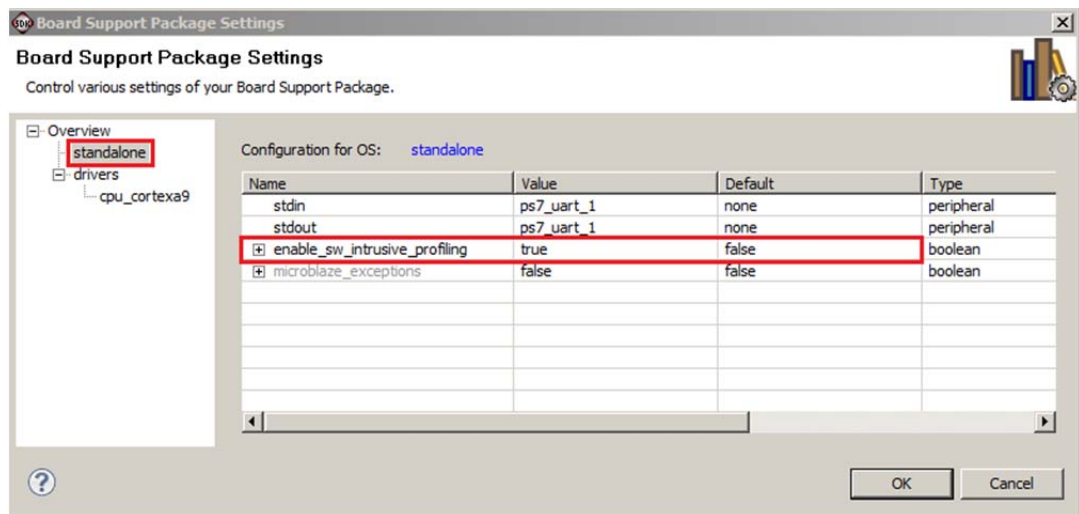 SDK Board Support Package Settings
Board Support Package Settings
Control various settings of your Board Support Package.
Overview
standalone
drivers
cpu_cortexa9
Configuration for OS: standalone
Name Value Default Type
stdin ps7_uart_1 none peripheral
stdout ps7_uart_1 none peripheral
enable_sw_intrusive_profiling true false boolean
microblaze_exceptions false false boolean
?
OK Cancel